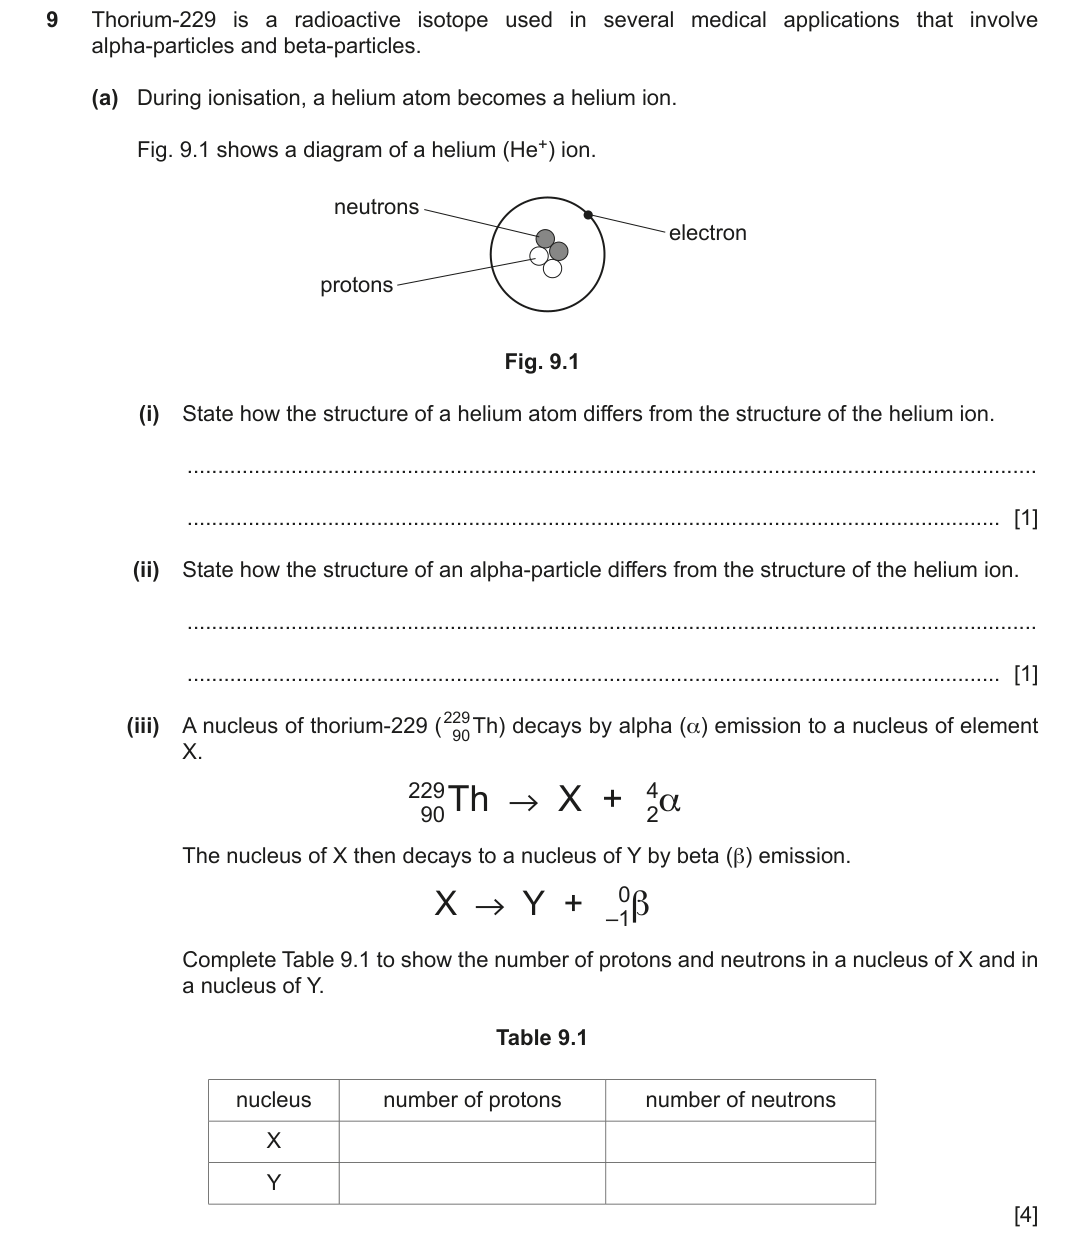 9 Thorium-229 is a radioactive isotope used in several medical applications that involve
alpha-particles and beta-particles.
(a) During ionisation, a helium atom becomes a helium ion.
Fig. 9.1 shows a diagram of a helium (He⁺) ion.
neutrons
electron
protons
Fig. 9.1
(i) State how the structure of a helium atom differs from the structure of the helium ion.
..........................................................................................................................................
.................................................................................................................................... [1]
(ii) State how the structure of an alpha-particle differs from the structure of the helium ion.
..........................................................................................................................................
.................................................................................................................................... [1]
(iii) A nucleus of thorium-229 (²²⁹₉₀Th) decays by alpha (α) emission to a nucleus of element
X.
²²⁹₉₀Th → X + ⁴₂α
The nucleus of X then decays to a nucleus of Y by beta (β) emission.
X → Y + ⁰₋₁β
Complete Table 9.1 to show the number of protons and neutrons in a nucleus of X and in
a nucleus of Y.
Table 9.1
nucleus number of protons number of neutrons
X
Y
[4]